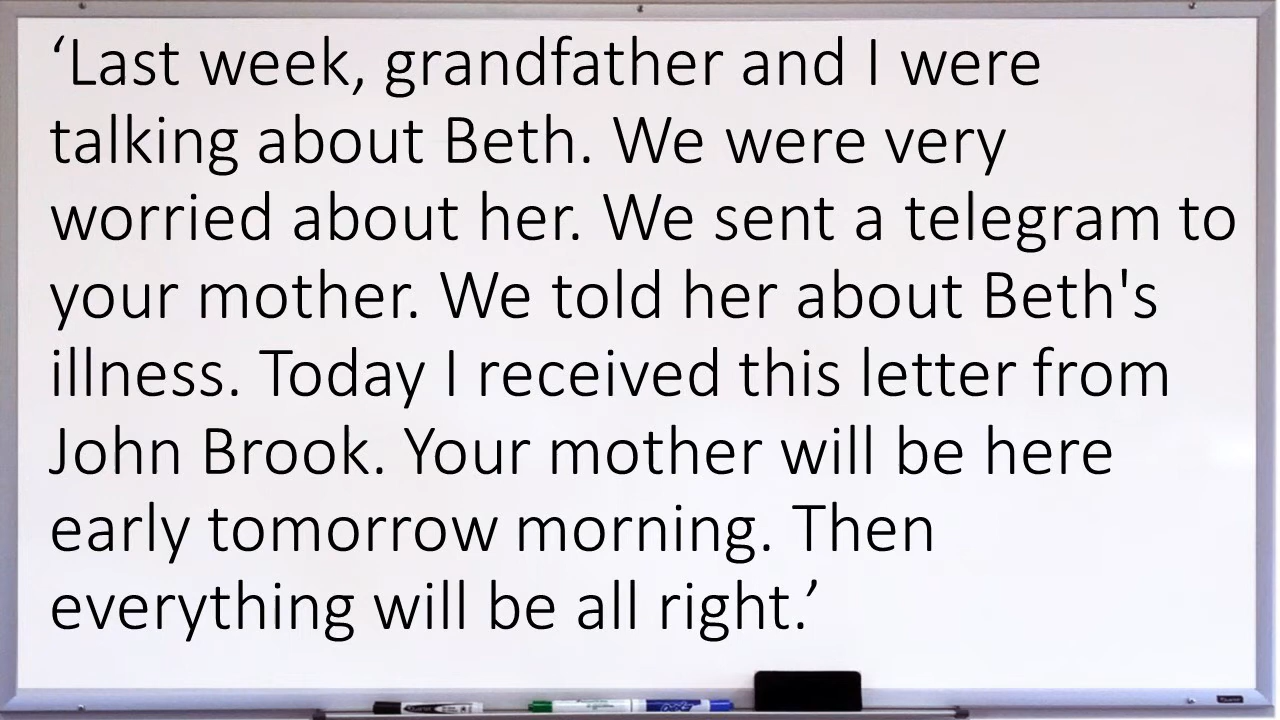 ‘Last week, grandfather and I were
talking about Beth. We were very
worried about her. We sent a telegram to
your mother. We told her about Beth's
illness. Today I received this letter from
John Brook. Your mother will be here
early tomorrow morning. Then
everything will be all right.’